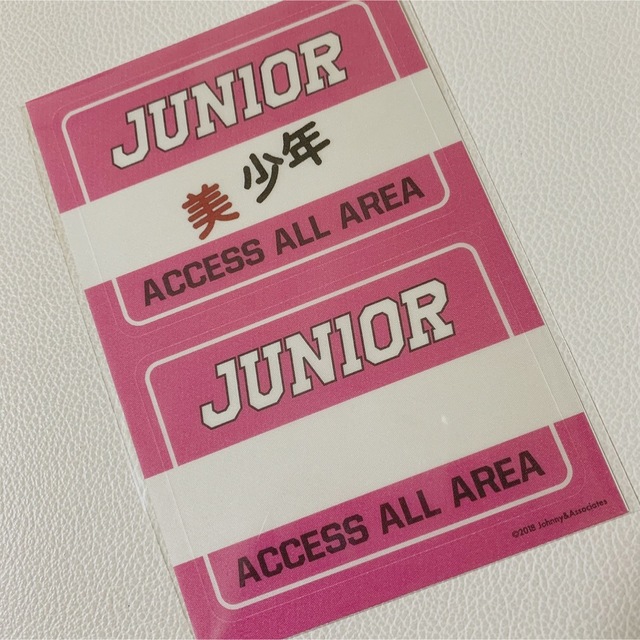 JUNIOR
美 少年
ACCESS ALL AREA
JUNIOR
ACCESS ALL AREA
©2018 Johnny&Associates